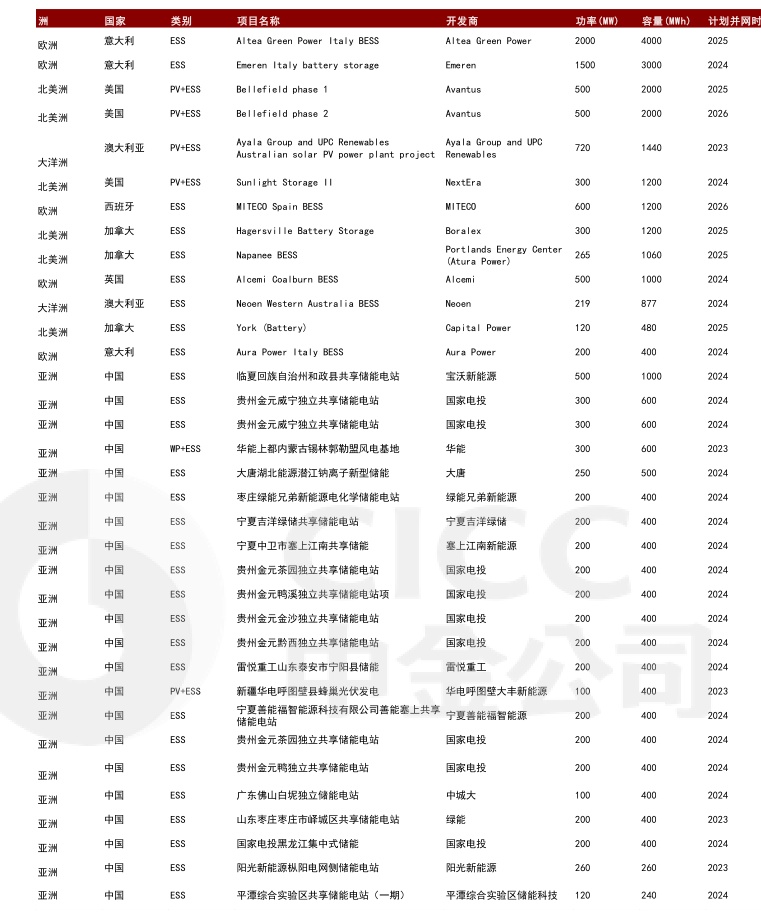 洲 国家 类别 项目名称 开发商 功率(MW) 容量(MWh) 计划并网时
欧洲 意大利 ESS Altea Green Power Italy BESS Altea Green Power 2000 4000 2025
欧洲 意大利 ESS Emeren Italy battery storage Emeren 1500 3000 2024
北美洲 美国 PV+ESS Bellefield phase 1 Avantus 500 2000 2025
北美洲 美国 PV+ESS Bellefield phase 2 Avantus 500 2000 2026
大洋洲 澳大利亚 PV+ESS Ayala Group and UPC Renewables Australian solar PV power plant project Ayala Group and UPC Renewables 720 1440 2023
北美洲 美国 PV+ESS Sunlight Storage II NextEra 300 1200 2024
欧洲 西班牙 ESS MITECO Spain BESS MITECO 600 1200 2026
北美洲 加拿大 ESS Hagersville Battery Storage Boralex 300 1200 2025
北美洲 加拿大 ESS Napanee BESS Portlands Energy Center (Atura Power) 265 1060 2025
欧洲 英国 ESS Alcemi Coalburn BESS Alcemi 500 1000 2024
大洋洲 澳大利亚 ESS Neoen Western Australia BESS Neoen 219 877 2024
北美洲 加拿大 ESS York (Battery) Capital Power 120 480 2025
欧洲 意大利 ESS Aura Power Italy BESS Aura Power 200 400 2024
亚洲 中国 ESS 临夏回族自治州和政县共享储能电站 宝沃新能源 500 1000 2024
亚洲 中国 ESS 贵州金元威宁独立共享储能电站 国家电投 300 600 2024
中国 ESS 贵州金元威宁独立共享储能电站 国家电投 300 600 2024
亚洲 中国 WP+ESS 华能上都内蒙古锡林郭勒盟风电基地 华能 300 600 2023
亚洲 中国 ESS 大唐湖北能源潜江钠离子新型储能 大唐 250 500 2024
亚洲 中国 ESS 枣庄绿能兄弟新能源电化学储能电站 绿能兄弟新能源 200 400 2024
亚洲 中国 ESS 宁夏吉洋绿储共享储能电站 宁夏吉洋绿储 200 400 2024
亚洲 中国 ESS 宁夏中卫市塞上江南共享储能 塞上江南新能源 200 400 2024
亚洲 中国 ESS 贵州金元茶园独立共享储能电站 国家电投 200 400 2024
亚洲 中国 ESS 贵州金元鸭溪独立共享储能电站项 国家电投 200 400 2024
亚洲 中国 ESS 贵州金元金沙独立共享储能电站 国家电投 200 400 2024
亚洲 中国 ESS 贵州金元黔西独立共享储能电站 国家电投 200 400 2024
亚洲 中国 ESS 雷悦重工山东泰安市宁阳县储能 雷悦重工 200 400 2024
亚洲 中国 PV+ESS 新疆华电呼图壁县蜂巢光伏发电 华电呼图壁大丰新能源 100 400 2023
亚洲 中国 ESS 宁夏善能福智能源科技有限公司善能塞上共享储能电站 宁夏善能福智能源 200 400 2024
亚洲 中国 ESS 贵州金元茶园独立共享储能电站 国家电投 200 400 2024
亚洲 中国 ESS 贵州金元鸭独立共享储能电站 国家电投 200 400 2024
亚洲 中国 ESS 广东佛山白坭独立储能电站 中城大 100 400 2024
亚洲 中国 ESS 山东枣庄枣庄市峄城区共享储能电站 绿能 200 400 2023
亚洲 中国 ESS 国家电投黑龙江集中式储能 国家电投 200 400 2024
亚洲 中国 ESS 阳光新能源枞阳电网侧储能电站 阳光新能源 260 260 2023
亚洲 中国 ESS 平潭综合实验区共享储能电站（一期） 平潭综合实验区储能科技 120 240 2024
CICC
中金公司